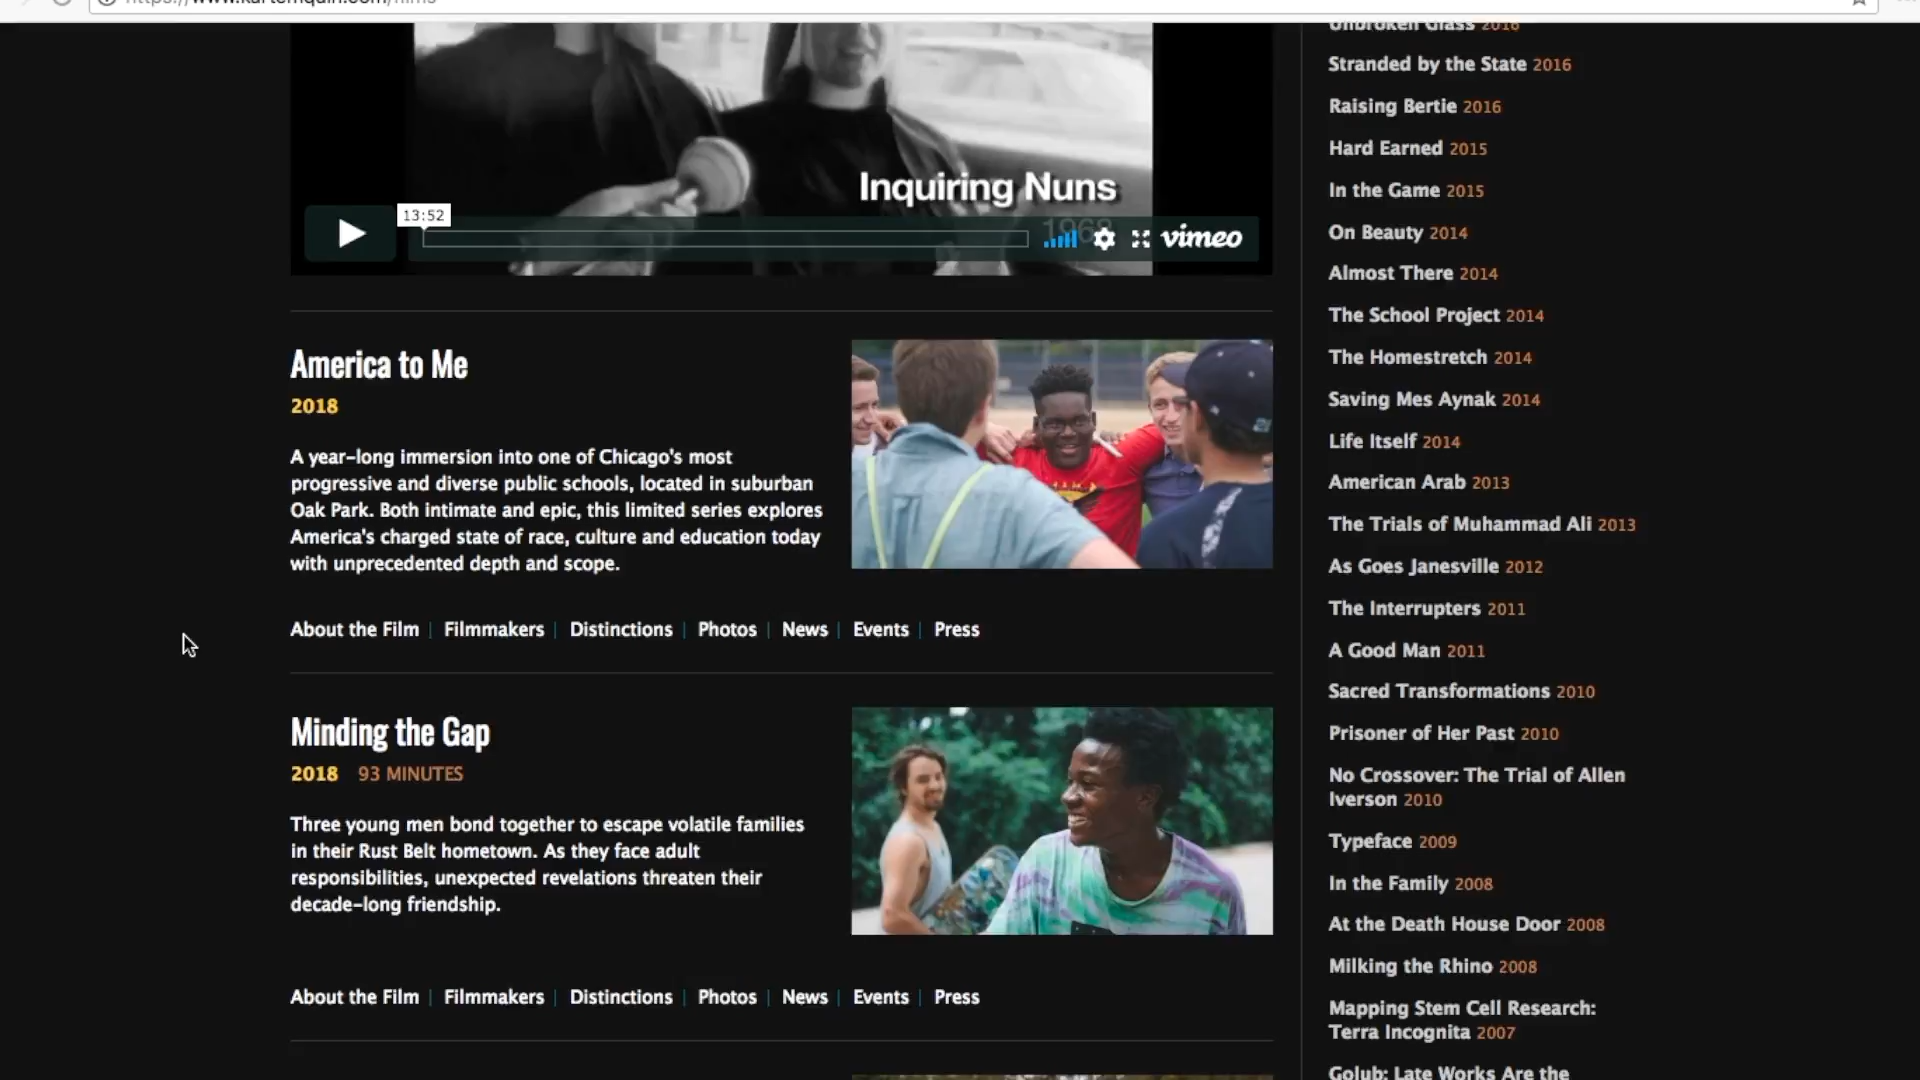 https://www.kartemquin.com/films
Inquiring Nuns
1968
13:52
vimeo
America to Me
2018
A year-long immersion into one of Chicago's most
progressive and diverse public schools, located in suburban
Oak Park. Both intimate and epic, this limited series explores
America's charged state of race, culture and education today
with unprecedented depth and scope.
About the Film | Filmmakers | Distinctions | Photos | News | Events | Press
Minding the Gap
2018 93 MINUTES
Three young men bond together to escape volatile families
in their Rust Belt hometown. As they face adult
responsibilities, unexpected revelations threaten their
decade-long friendship.
About the Film | Filmmakers | Distinctions | Photos | News | Events | Press
Unbroken Glass 2016
Stranded by the State 2016
Raising Bertie 2016
Hard Earned 2015
In the Game 2015
On Beauty 2014
Almost There 2014
The School Project 2014
The Homestretch 2014
Saving Mes Aynak 2014
Life Itself 2014
American Arab 2013
The Trials of Muhammad Ali 2013
As Goes Janesville 2012
The Interrupters 2011
A Good Man 2011
Sacred Transformations 2010
Prisoner of Her Past 2010
No Crossover: The Trial of Allen
Iverson 2010
Typeface 2009
In the Family 2008
At the Death House Door 2008
Milking the Rhino 2008
Mapping Stem Cell Research:
Terra Incognita 2007
Golub: Late Works Are the